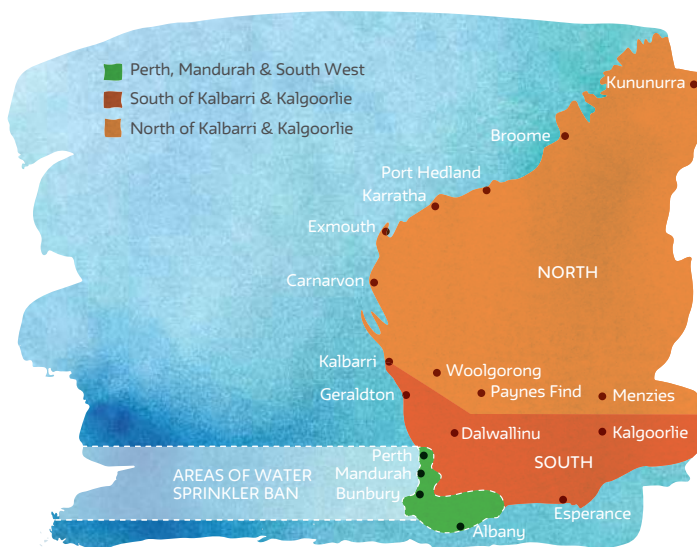 Perth, Mandurah & South West
South of Kalbarri & Kalgoorlie
North of Kalbarri & Kalgoorlie
Kununurra
Broome
Port Hedland
Karratha
Exmouth
Carnarvon
NORTH
Kalbarri
Woolgorong
Geraldton
Paynes Find
Menzies
Dalwallinu
Kalgoorlie
Perth
Mandurah
Bunbury
AREAS OF WATER
SPRINKLER BAN
SOUTH
Esperance
Albany